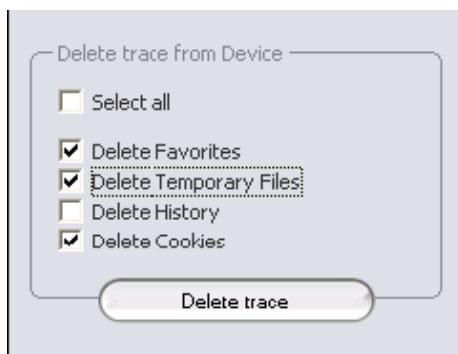 Delete trace from Device
Select all
Delete Favorites
Delete Temporary Files
Delete History
Delete Cookies
Delete trace